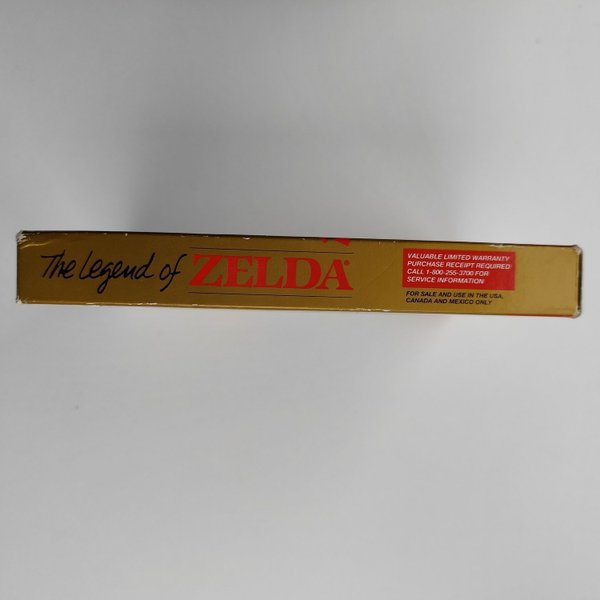 The Legend of ZELDA®
VALUABLE LIMITED WARRANTY
PURCHASE RECEIPT REQUIRED
CALL 1-800-255-3700 FOR
SERVICE INFORMATION
FOR SALE AND USE IN THE USA,
CANADA AND MEXICO ONLY